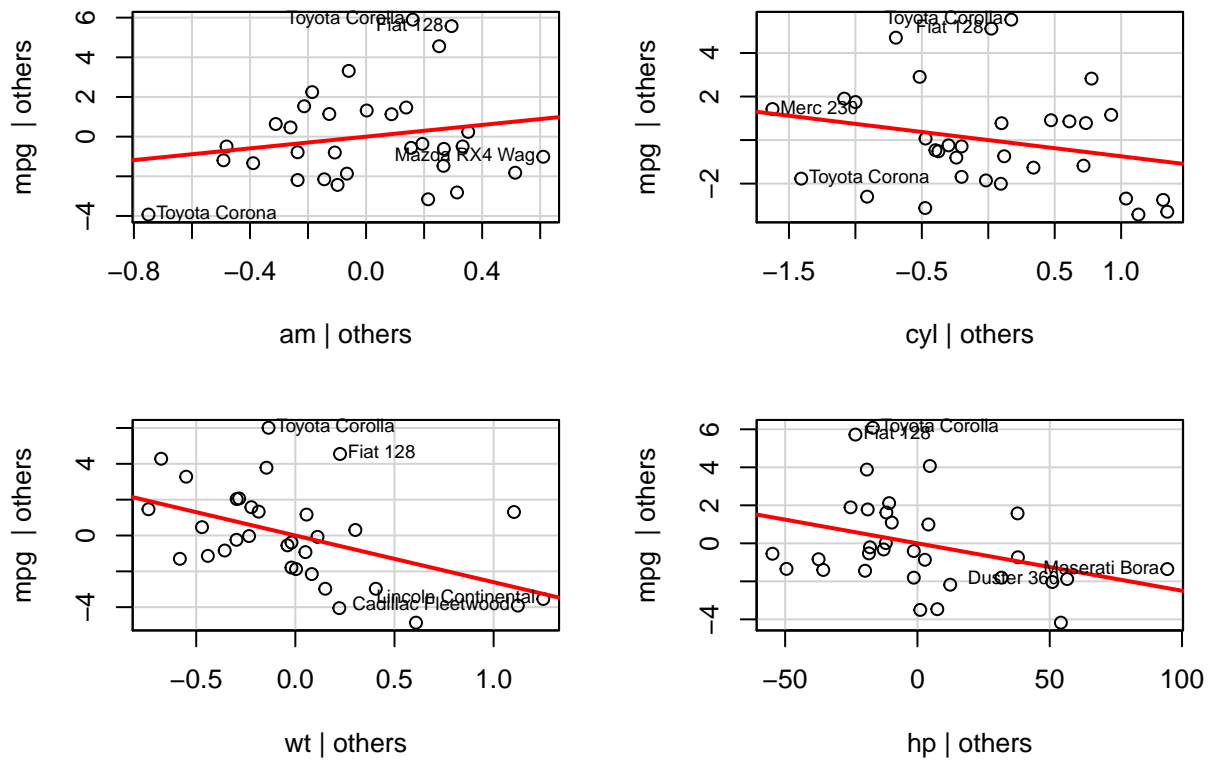 mpg | others
6
4
2
0
−4
Toyota Corolla
Fiat 128
Mazda RX4 Wag
Toyota Corona
−0.8
−0.4
0.0
0.4
am | others
mpg | others
4
2
−2
Toyota Corolla
Fiat 128
Merc 230
Toyota Corona
−1.5
−0.5
0.5
1.0
cyl | others
mpg | others
4
0
−4
Toyota Corolla
Fiat 128
Lincoln Continental
Cadillac Fleetwood
−0.5
0.0
0.5
1.0
wt | others
mpg | others
6
4
2
0
−4
Toyota Corolla
Fiat 128
Maserati Bora
Duster 360
−50
0
50
100
hp | others